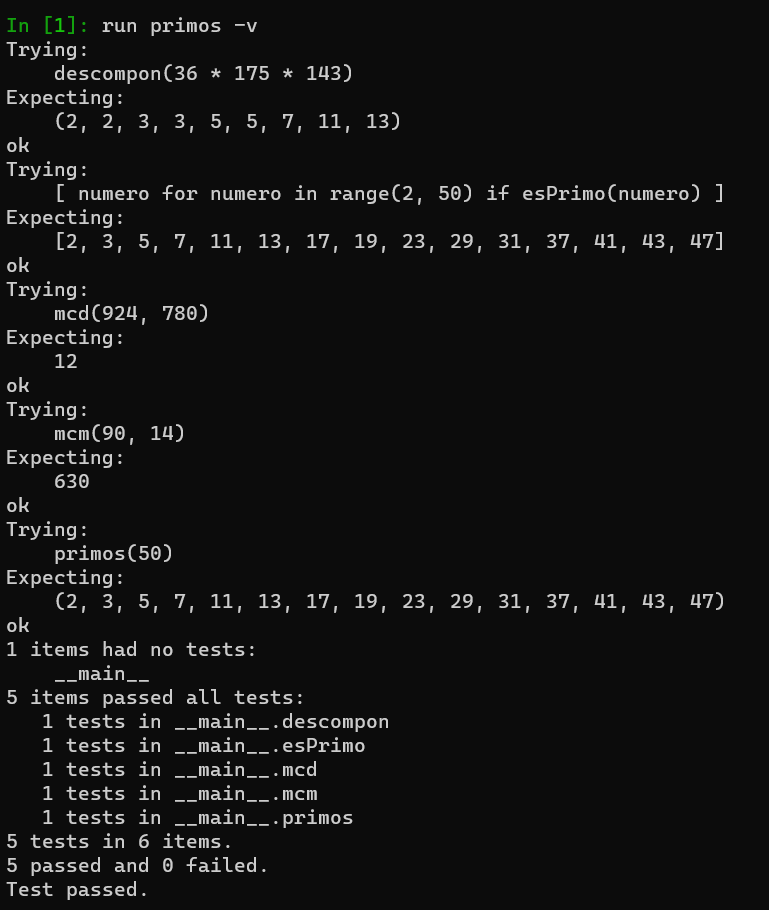 In [1]: run primos -v
Trying:
    descompon(36 * 175 * 143)
Expecting:
    (2, 2, 3, 3, 5, 5, 7, 11, 13)
ok
Trying:
    [ numero for numero in range(2, 50) if esPrimo(numero) ]
Expecting:
    [2, 3, 5, 7, 11, 13, 17, 19, 23, 29, 31, 37, 41, 43, 47]
ok
Trying:
    mcd(924, 780)
Expecting:
    12
ok
Trying:
    mcm(90, 14)
Expecting:
    630
ok
Trying:
    primos(50)
Expecting:
    (2, 3, 5, 7, 11, 13, 17, 19, 23, 29, 31, 37, 41, 43, 47)
ok
1 items had no tests:
    __main__
5 items passed all tests:
   1 tests in __main__.descompon
   1 tests in __main__.esPrimo
   1 tests in __main__.mcd
   1 tests in __main__.mcm
   1 tests in __main__.primos
5 tests in 6 items.
5 passed and 0 failed.
Test passed.